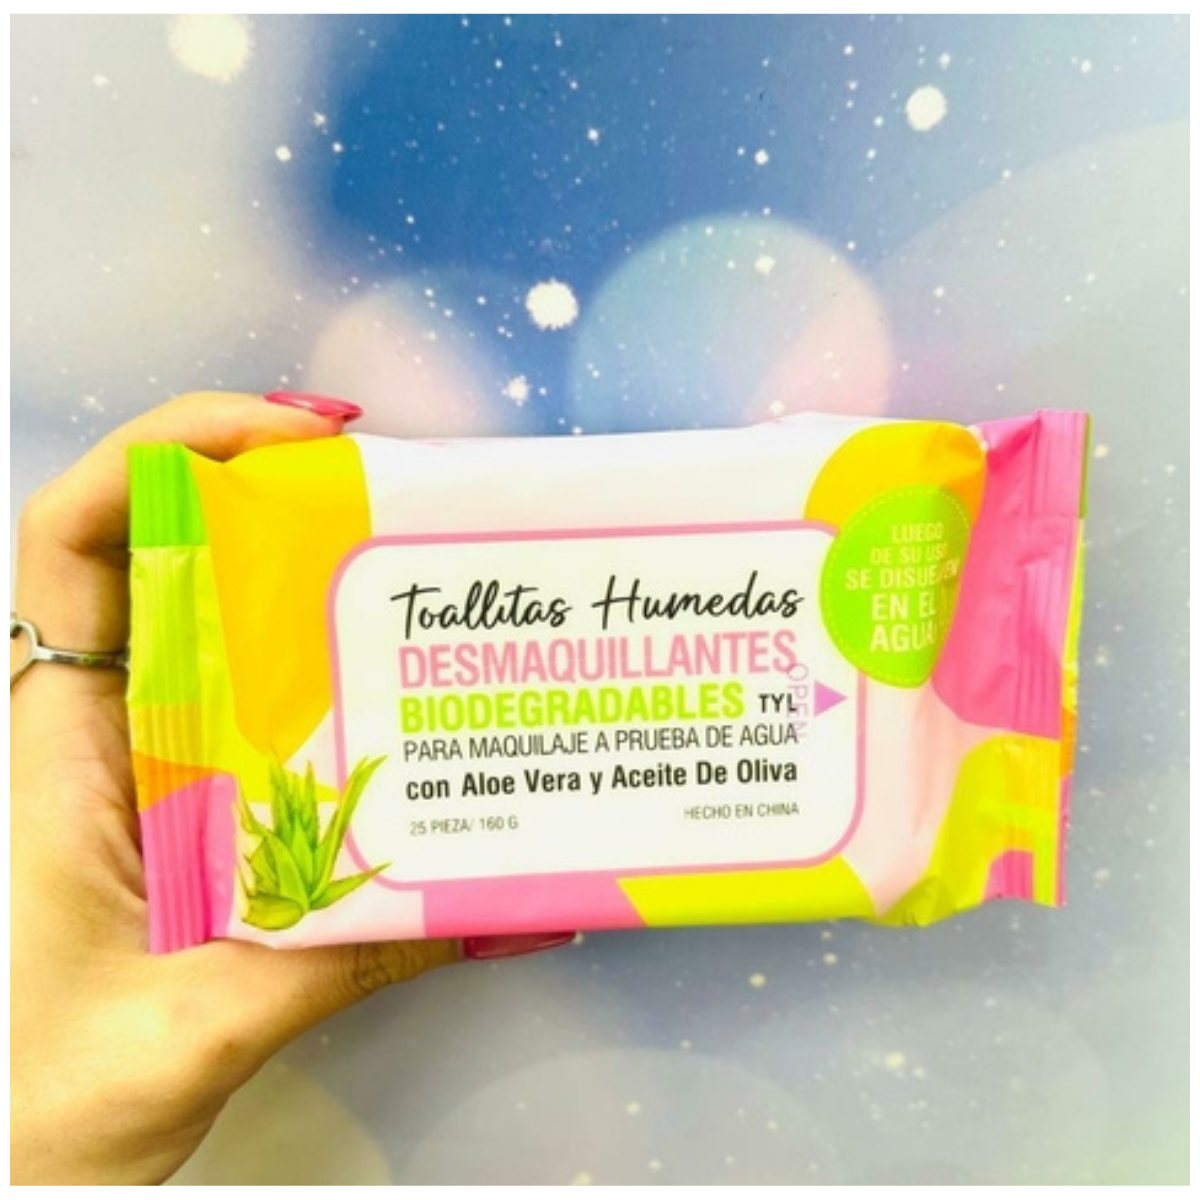 Toallitas Humedas
DESMAQUILLANTES
BIODEGRADABLES TYL
PARA MAQUILAJE A PRUEBA DE AGUA
con Aloe Vera y Aceite De Oliva
25 PIEZA/ 160 G
HECHO EN CHINA
OPEN
LUEGO
DE SU USO
SE DISUELVEN
EN EL
AGUA!